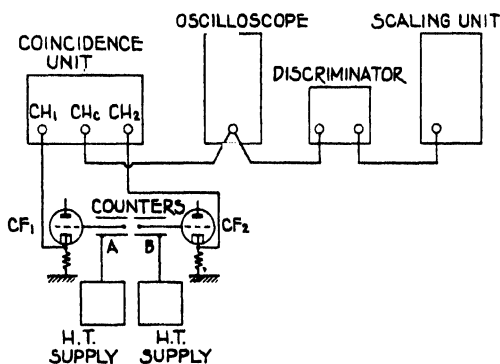 OSCILLOSCOPE
SCALING UNIT
COINCIDENCE
UNIT
DISCRIMINATOR
CH1 CHC CH2
COUNTERS
CF1
CF2
A B
H.T.
SUPPLY
H.T.
SUPPLY